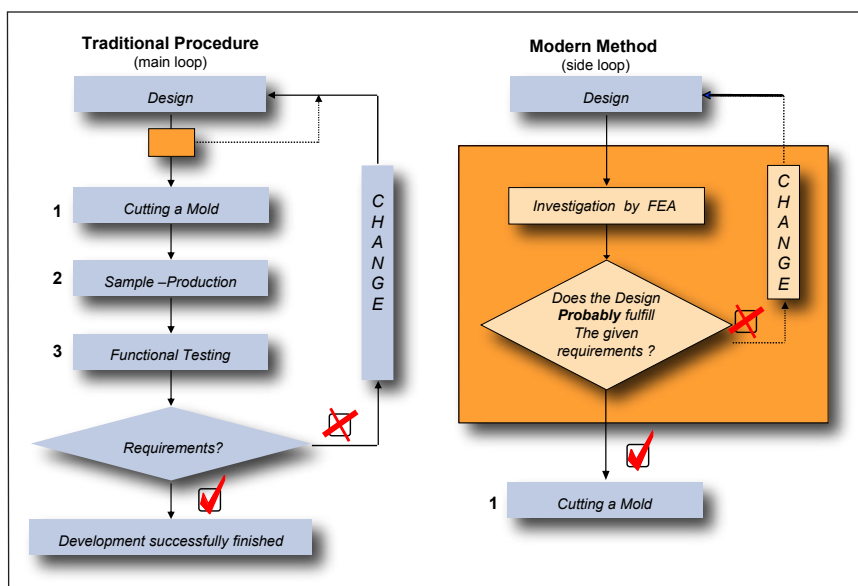 Traditional Procedure
(main loop)
Design
1
Cutting a Mold
2
Sample –Production
3
Functional Testing
Requirements?
Development successfully finished
C
H
A
N
G
E
Modern Method
(side loop)
Design
Investigation by FEA
Does the Design
Probably fulfill
The given
requirements ?
C
H
A
N
G
E
1
Cutting a Mold